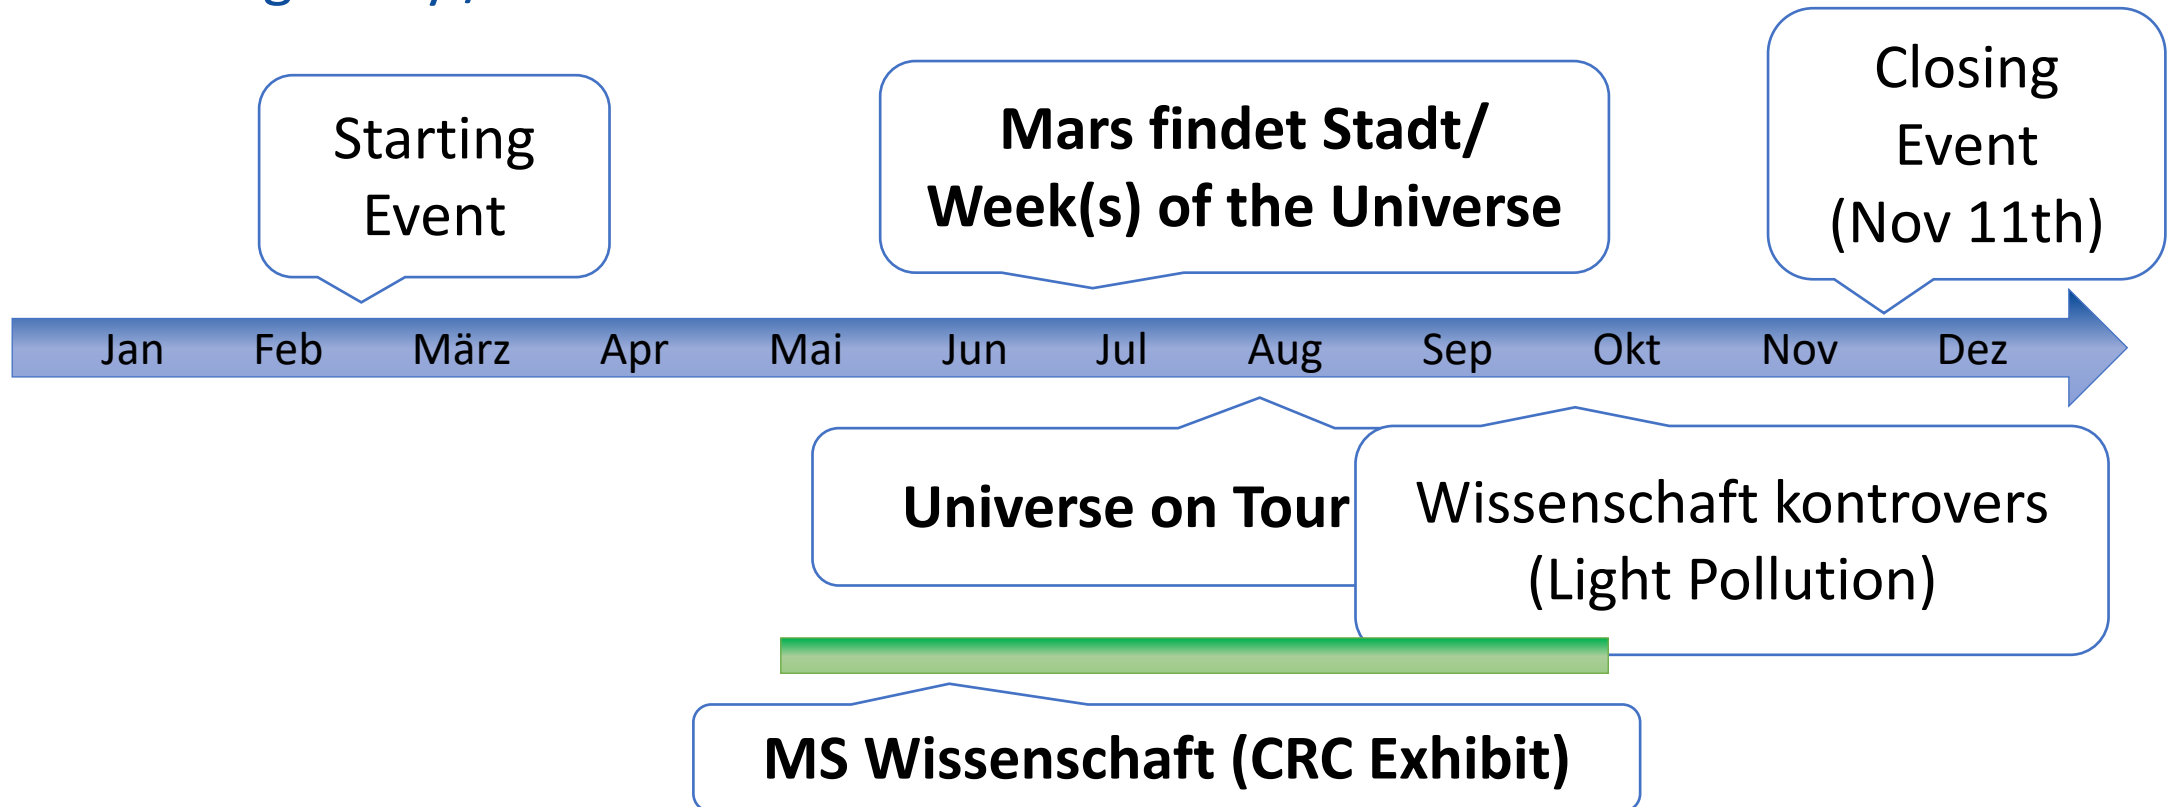 Starting
Event
Mars findet Stadt/
Week(s) of the Universe
Closing
Event
(Nov 11th)
Jan Feb März Apr Mai Jun Jul Aug Sep Okt Nov Dez
Universe on Tour
Wissenschaft kontrovers
(Light Pollution)
MS Wissenschaft (CRC Exhibit)